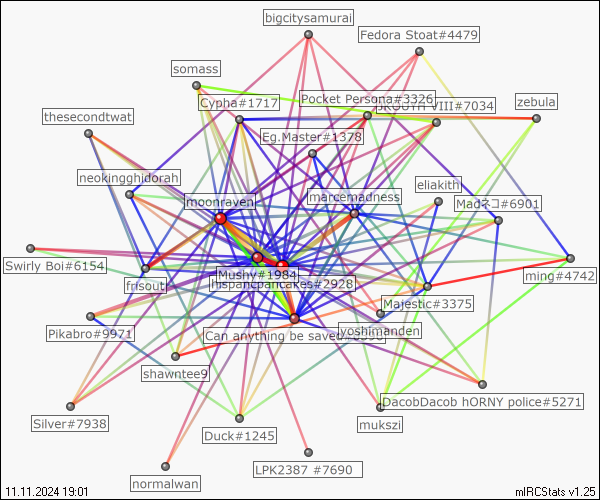 bigcitysamurai
Fedora Stoat#4479
somass
Cypha#1717
Pocket Persona#3326
VIII#7034
zebula
thesecondtwat
Eg.Master#1378
neokingghidorah
eliakith
moonraven
marcemadness
Madネコ#6901
Swirly Boi#6154
frisout
Mushy#1984
hispancpancakes#2928
ming#4742
Majestic#3375
Pikabro#9971
Can anything be saved
yoshimanden
shawntee9
DacobDacob hORNY police#5271
Silver#7938
mukszi
Duck#1245
LPK2387 #7690
normalwan
11.11.2024 19:01
mIRCStats v1.25